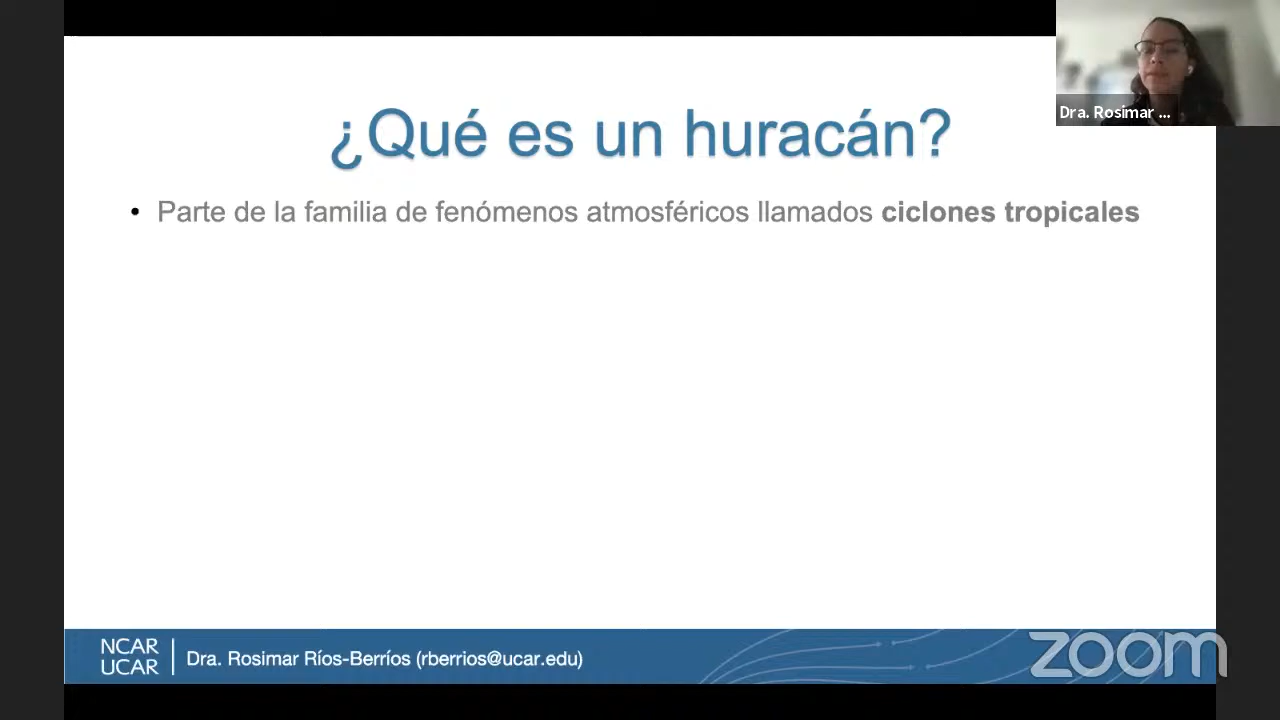 Dra. Rosimar ...
¿Qué es un huracán?
• Parte de la familia de fenómenos atmosféricos llamados ciclones tropicales
NCAR
UCAR
Dra. Rosimar Ríos-Berríos (rberrios@ucar.edu)
zoom